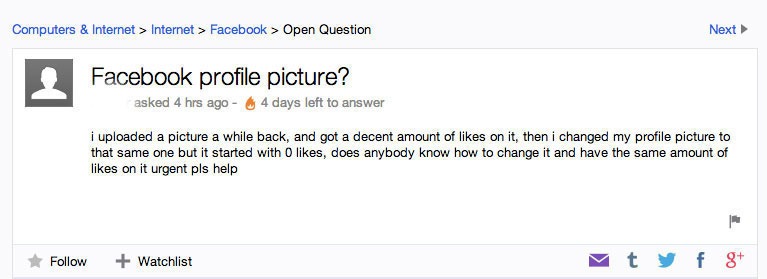 Computers & Internet > Internet > Facebook > Open Question
Next
Facebook profile picture?
asked 4 hrs ago - 4 days left to answer
i uploaded a picture a while back, and got a decent amount of likes on it, then i changed my profile picture to
that same one but it started with 0 likes, does anybody know how to change it and have the same amount of
likes on it urgent pls help
Follow
Watchlist
t
f
g+